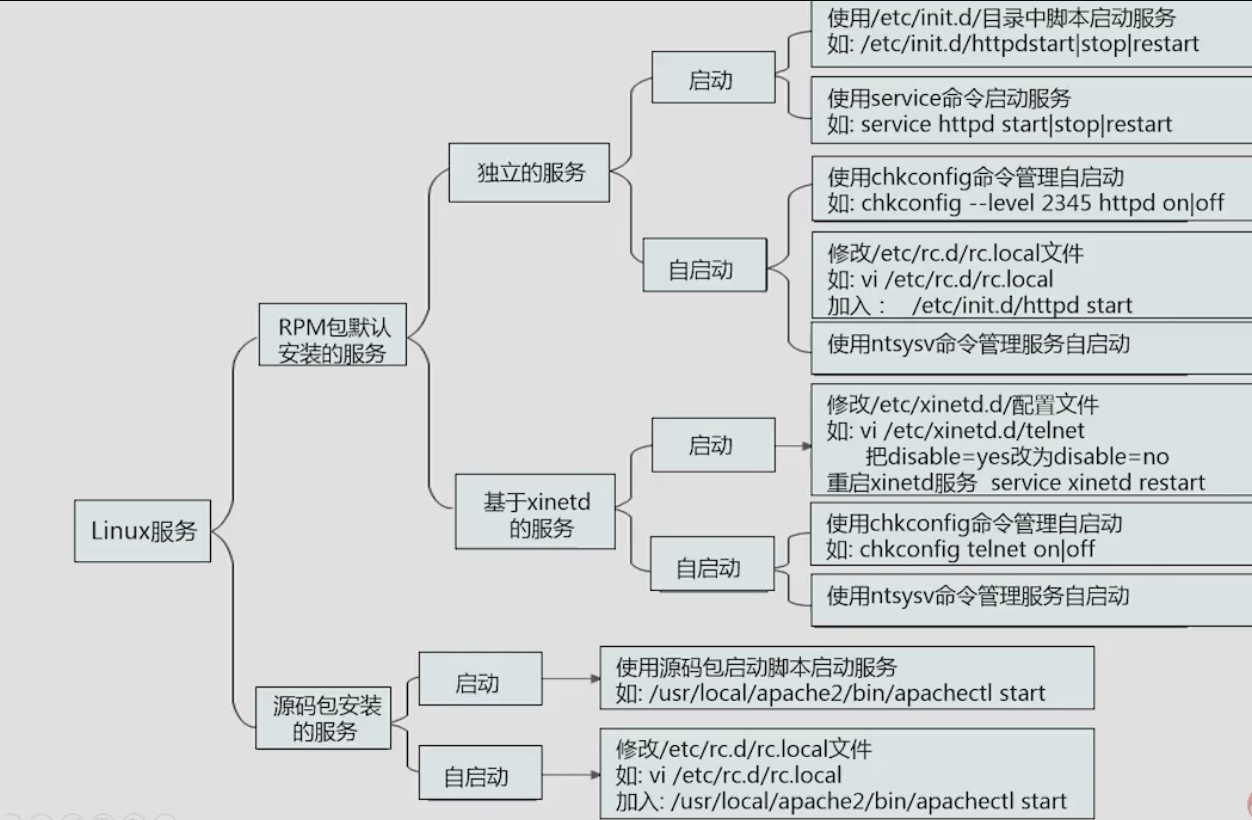 使用/etc/init.d/目录中脚本启动服务
如: /etc/init.d/httpdstart|stop|restart
启动
使用service命令启动服务
如: service httpd start|stop|restart
独立的服务
使用chkconfig命令管理自启动
如: chkconfig --level 2345 httpd on|off
自启动
修改/etc/rc.d/rc.local文件
如: vi /etc/rc.d/rc.local
加入： /etc/init.d/httpd start
使用ntsysv命令管理服务自启动
RPM包默认
安装的服务
修改/etc/xinetd.d/配置文件
如: vi /etc/xinetd.d/telnet
把disable=yes改为disable=no
重启xinetd服务 service xinetd restart
启动
基于xinetd
的服务
使用chkconfig命令管理自启动
如: chkconfig telnet on|off
自启动
使用ntsysv命令管理服务自启动
Linux服务
源码包安装
的服务
启动
使用源码包启动脚本启动服务
如: /usr/local/apache2/bin/apachectl start
自启动
修改/etc/rc.d/rc.local文件
如: vi /etc/rc.d/rc.local
加入: /usr/local/apache2/bin/apachectl start